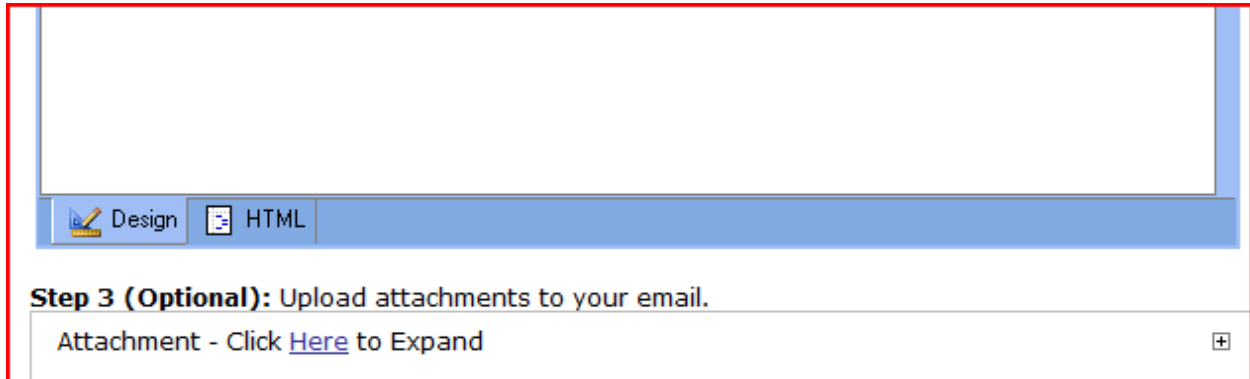 Design HTML
Step 3 (Optional): Upload attachments to your email.
Attachment - Click Here to Expand